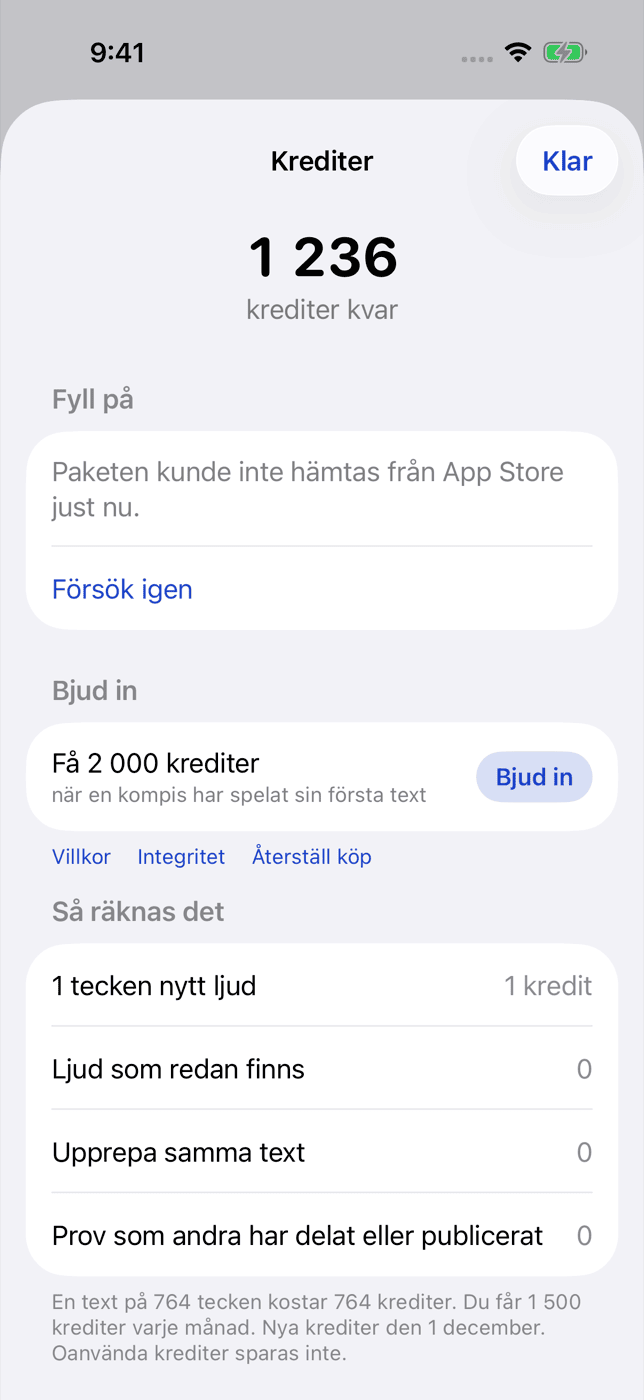 9:41
Krediter
Klar
1 236
krediter kvar
Fyll på
Paketen kunde inte hämtas från App Store
just nu.
Försök igen
Bjud in
Få 2 000 krediter
när en kompis har spelat sin första text
Bjud in
Villkor Integritet Återställ köp
Så räknas det
1 tecken nytt ljud 1 kredit
Ljud som redan finns 0
Upprepa samma text 0
Prov som andra har delat eller publicerat 0
En text på 764 tecken kostar 764 krediter. Du får 1 500
krediter varje månad. Nya krediter den 1 december.
Oanvända krediter sparas inte.